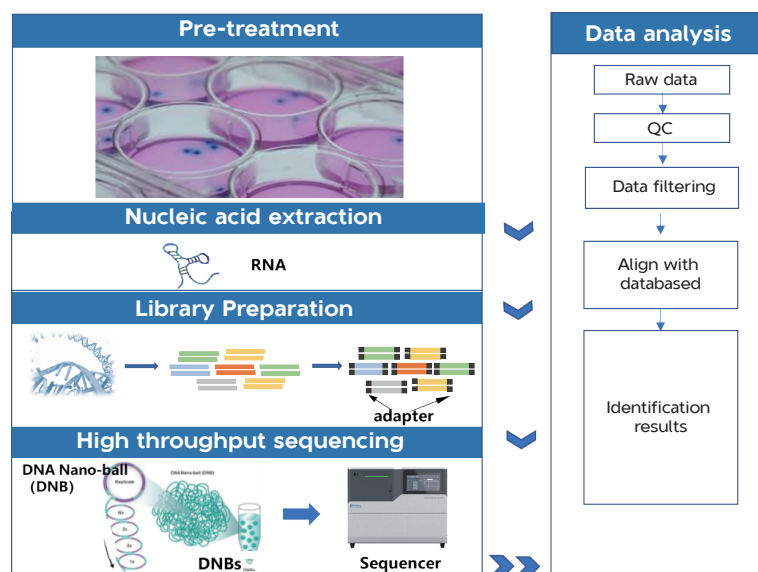 Pre-treatment
Nucleic acid extraction
RNA
Library Preparation
adapter
High throughput sequencing
DNA Nano-ball
(DNB)
Replicate
DNA Nano-ball (DNB)
DNBs
Sequencer
Data analysis
Raw data
QC
Data filtering
Align with
databased
Identification
results